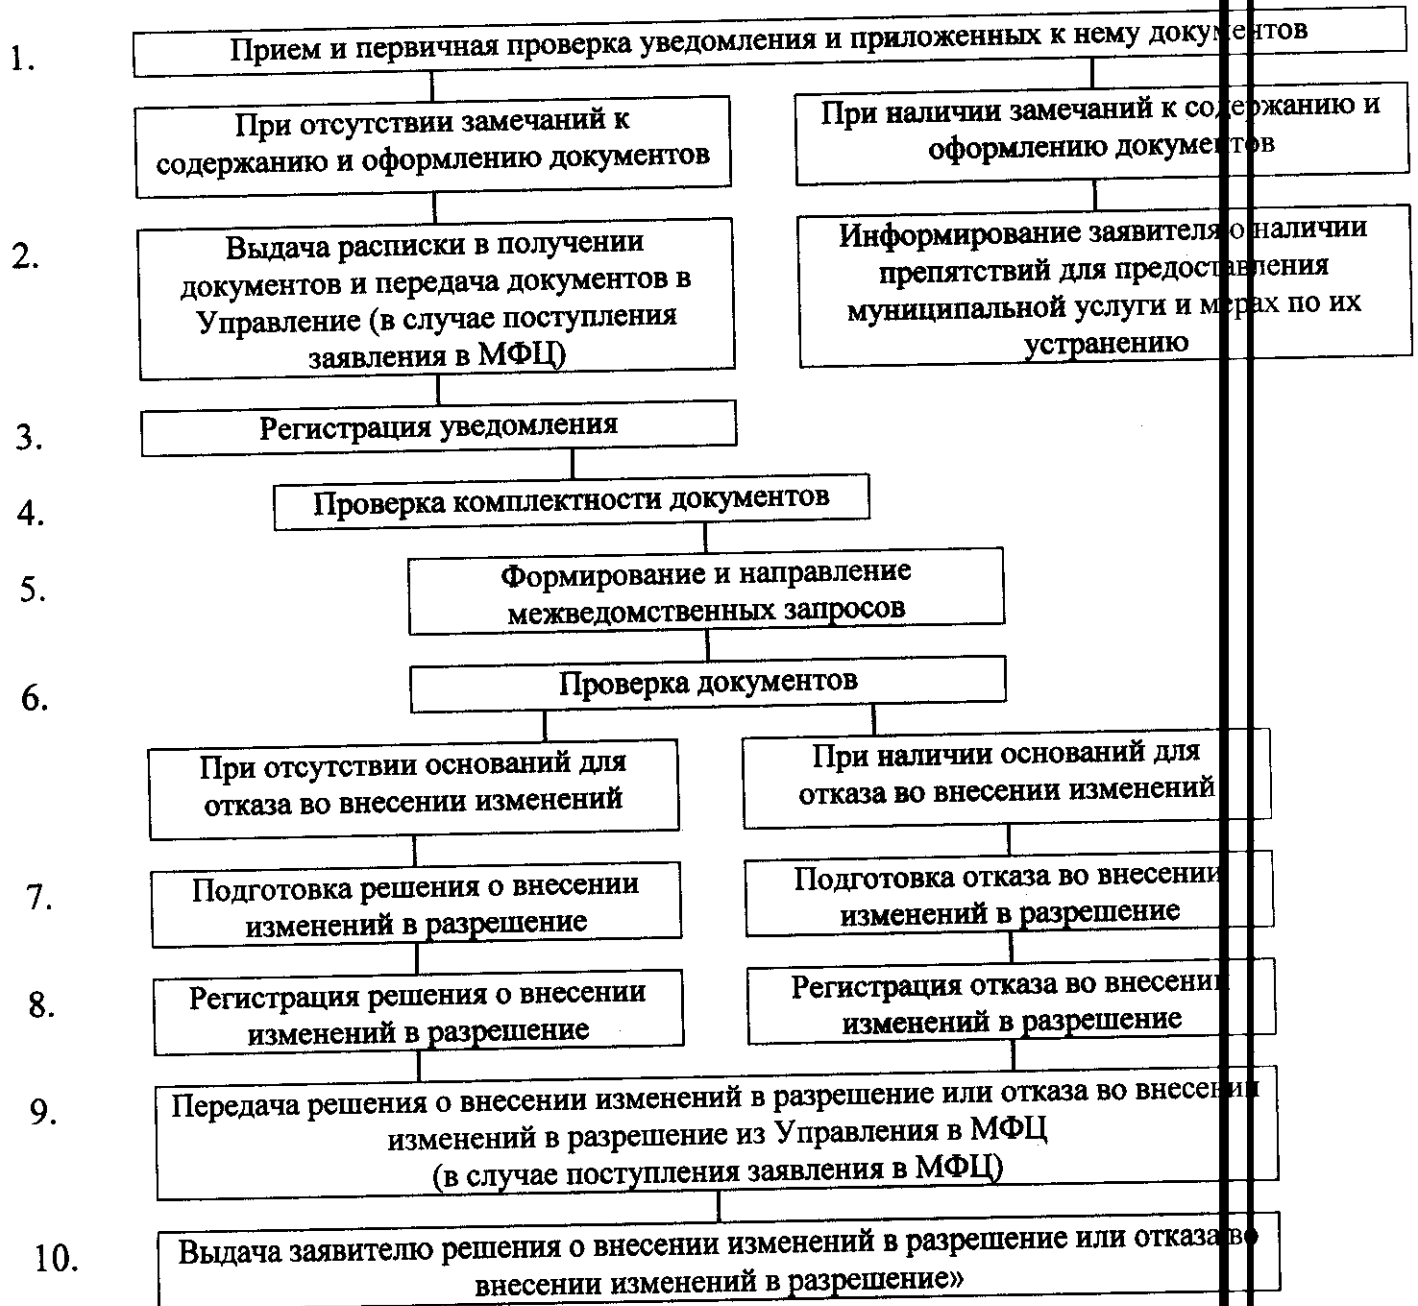 1.
Прием и первичная проверка уведомления и приложенных к нему документов
При отсутствии замечаний к
содержанию и оформлению документов
При наличии замечаний к содержанию и
оформлению документов
2.
Выдача расписки в получении
документов и передача документов в
Управление (в случае поступления
заявления в МФЦ)
Информирование заявителя о наличии
препятствий для предоставления
муниципальной услуги и мерах по их
устранению
3.
Регистрация уведомления
4.
Проверка комплектности документов
5.
Формирование и направление
межведомственных запросов
6.
Проверка документов
При отсутствии оснований для
отказа во внесении изменений
При наличии оснований для
отказа во внесении изменений
7.
Подготовка решения о внесении
изменений в разрешение
Подготовка отказа во внесении
изменений в разрешение
8.
Регистрация решения о внесении
изменений в разрешение
Регистрация отказа во внесении
изменений в разрешение
9.
Передача решения о внесении изменений в разрешение или отказа во внесении
изменений в разрешение из Управления в МФЦ
(в случае поступления заявления в МФЦ)
10.
Выдача заявителю решения о внесении изменений в разрешение или отказа во
внесении изменений в разрешение»